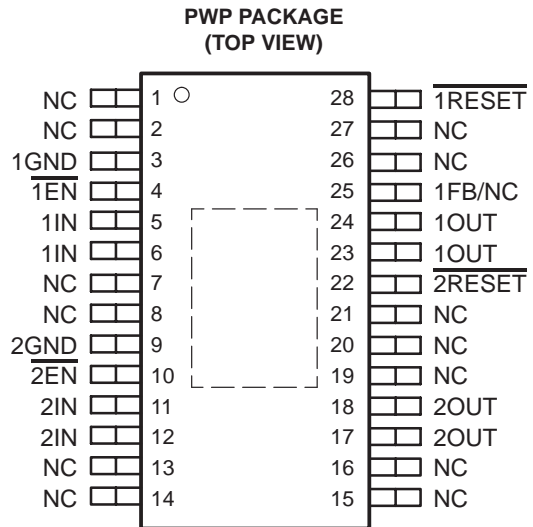 PWP PACKAGE
(TOP VIEW)
NC 1 28 1RESET
NC 2 27 NC
1GND 3 26 NC
1EN 4 25 1FB/NC
1IN 5 24 1OUT
1IN 6 23 1OUT
NC 7 22 2RESET
NC 8 21 NC
2GND 9 20 NC
2EN 10 19 NC
2IN 11 18 2OUT
2IN 12 17 2OUT
NC 13 16 NC
NC 14 15 NC